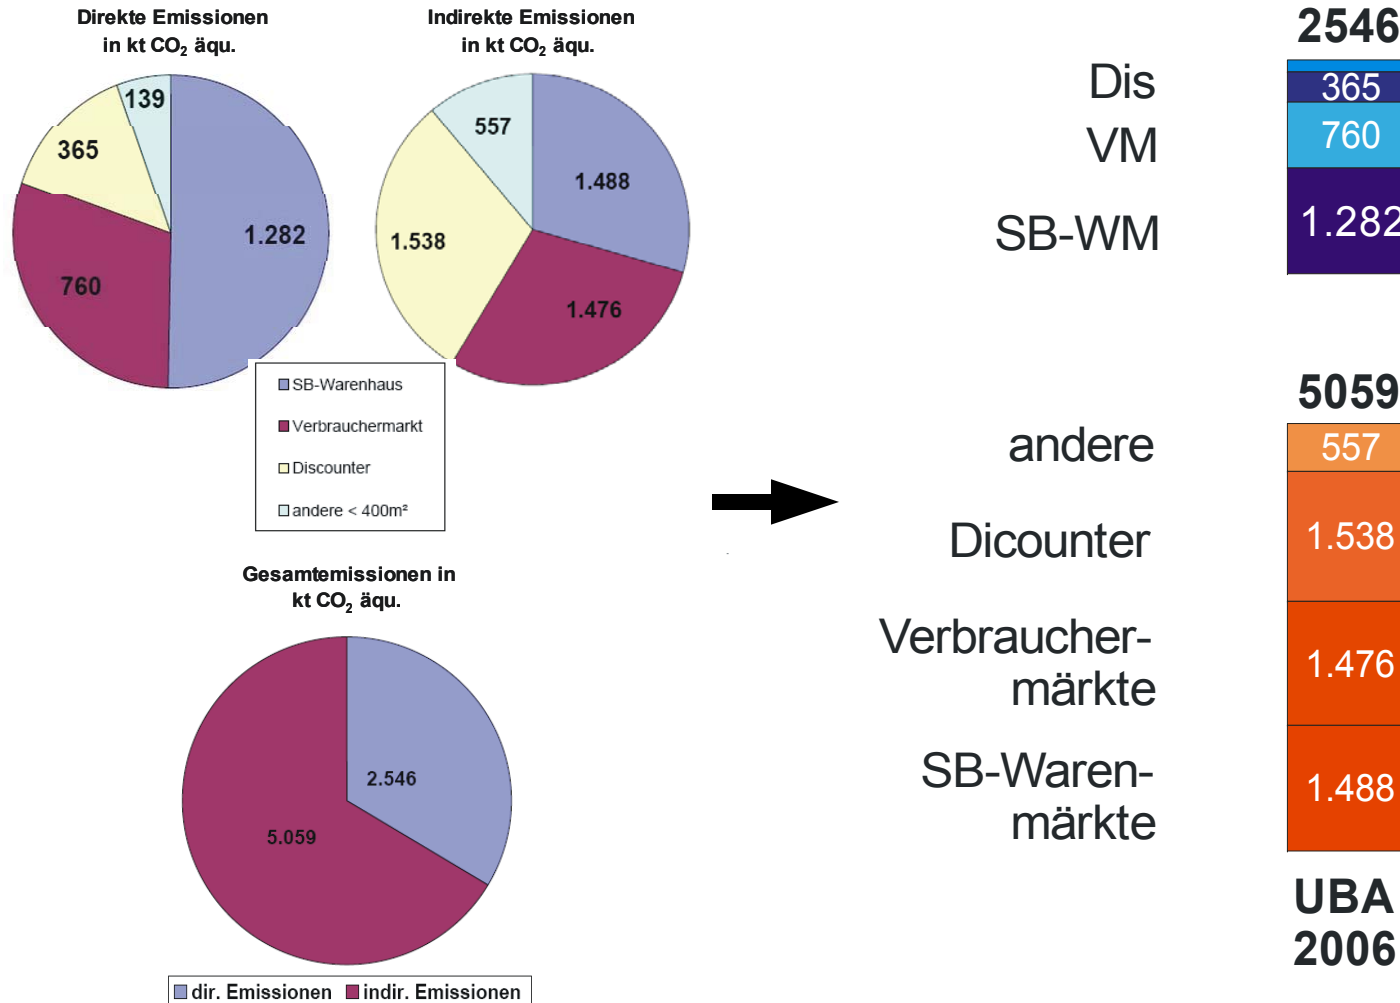 Direkte Emissionen
in kt CO₂ äqu.
139
365
1.282
760
Indirekte Emissionen
in kt CO₂ äqu.
557
1.488
1.538
1.476
SB-Warenhaus
Verbrauchermarkt
Discounter
andere < 400m²
Gesamtemissionen in
kt CO₂ äqu.
2.546
5.059
dir. Emissionen indir. Emissionen
2546
Dis 365
VM 760
SB-WM 1.282
5059
andere 557
Dicounter 1.538
Verbraucher-
märkte 1.476
SB-Waren-
märkte 1.488
UBA
2006